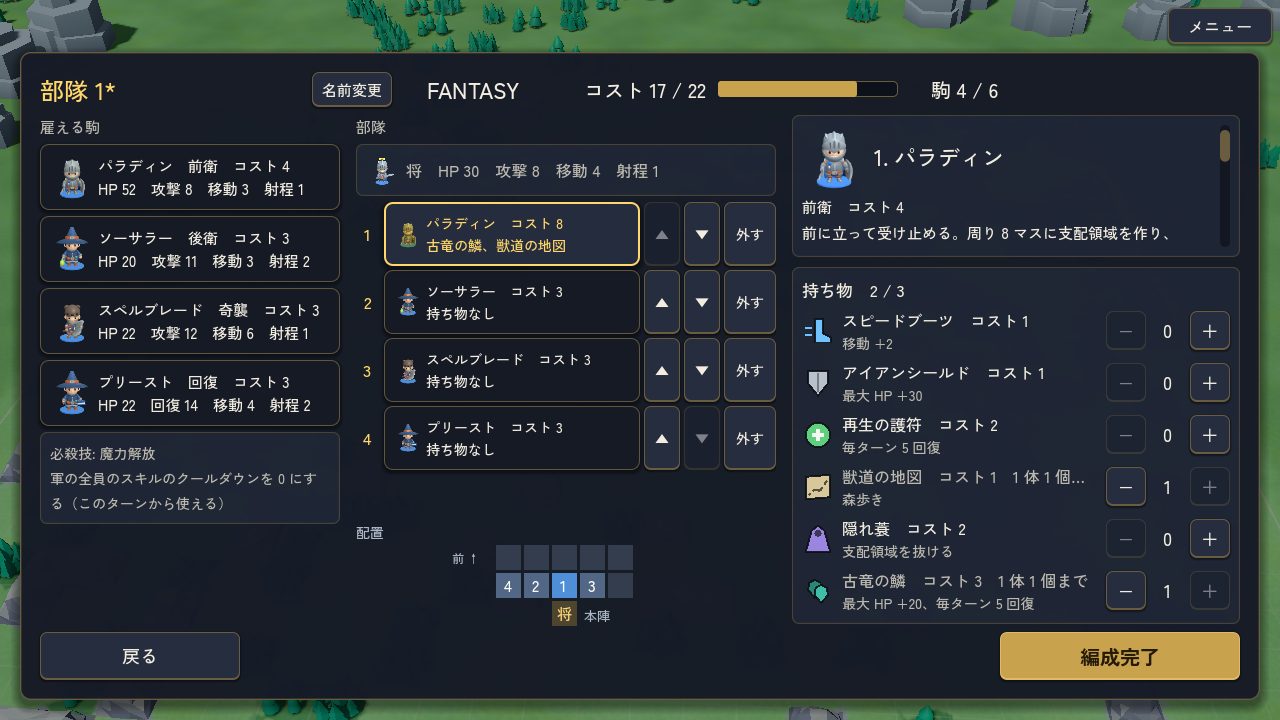 メニュー
部隊 1*
名前変更
FANTASY
コスト 17 / 22
駒 4 / 6
雇える駒
パラディン 前衛 コスト 4
HP 52 攻撃 8 移動 3 射程 1
ソーサラー 後衛 コスト 3
HP 20 攻撃 11 移動 3 射程 2
スペルブレード 奇襲 コスト 3
HP 22 攻撃 12 移動 6 射程 1
プリースト 回復 コスト 3
HP 22 回復 14 移動 4 射程 2
必殺技: 魔力解放
軍の全員のスキルのクールダウンを 0 にす
る（このターンから使える）
部隊
将 HP 30 攻撃 8 移動 4 射程 1
1
パラディン コスト 8
古竜の鱗、獣道の地図
▲
▼
外す
2
ソーサラー コスト 3
持ち物なし
▲
▼
外す
3
スペルブレード コスト 3
持ち物なし
▲
▼
外す
4
プリースト コスト 3
持ち物なし
▲
▼
外す
配置
前 ↑
4 2 1 3
将 本陣
1. パラディン
前衛 コスト 4
前に立って受け止める。周り 8 マスに支配領域を作り、
持ち物 2 / 3
スピードブーツ コスト 1
移動 +2
− 0 +
アイアンシールド コスト 1
最大 HP +30
− 0 +
再生の護符 コスト 2
毎ターン 5 回復
− 0 +
獣道の地図 コスト 1 1 体 1 個…
森歩き
− 1 +
隠れ蓑 コスト 2
支配領域を抜ける
− 0 +
古竜の鱗 コスト 3 1 体 1 個まで
最大 HP +20、毎ターン 5 回復
− 1 +
戻る
編成完了